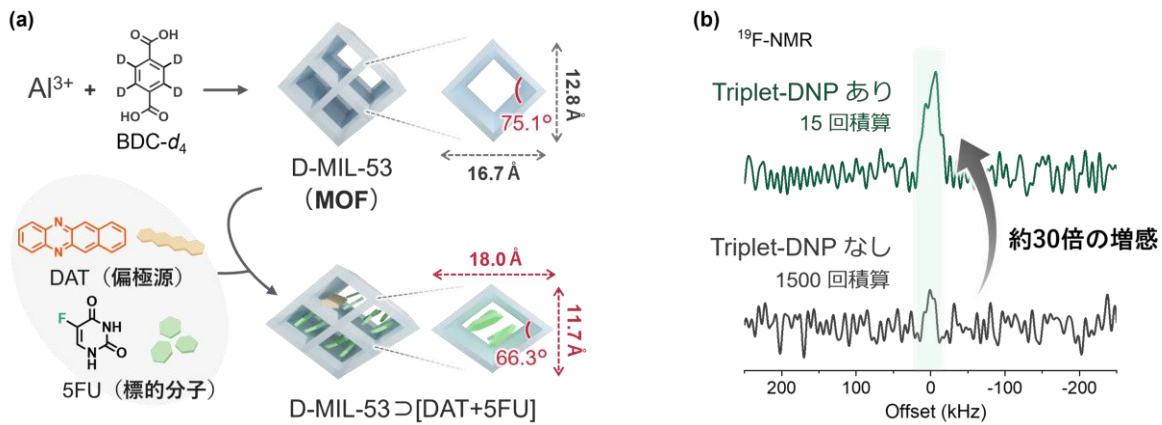 (a)
Al3+ + 
OH
O
D
D
D
D
HO
O
BDC-d4
D-MIL-53
(MOF)
75.1°
12.8 Å
16.7 Å
N
N
DAT（偏極源）
F
O
NH
N
H
O
5FU（標的分子）
18.0 Å
11.7 Å
66.3°
D-MIL-53⊃[DAT+5FU]
(b)
19F-NMR
Triplet-DNP あり
15 回積算
Triplet-DNP なし
1500 回積算
約30倍の増感
200 100 0 -100 -200
Offset (kHz)